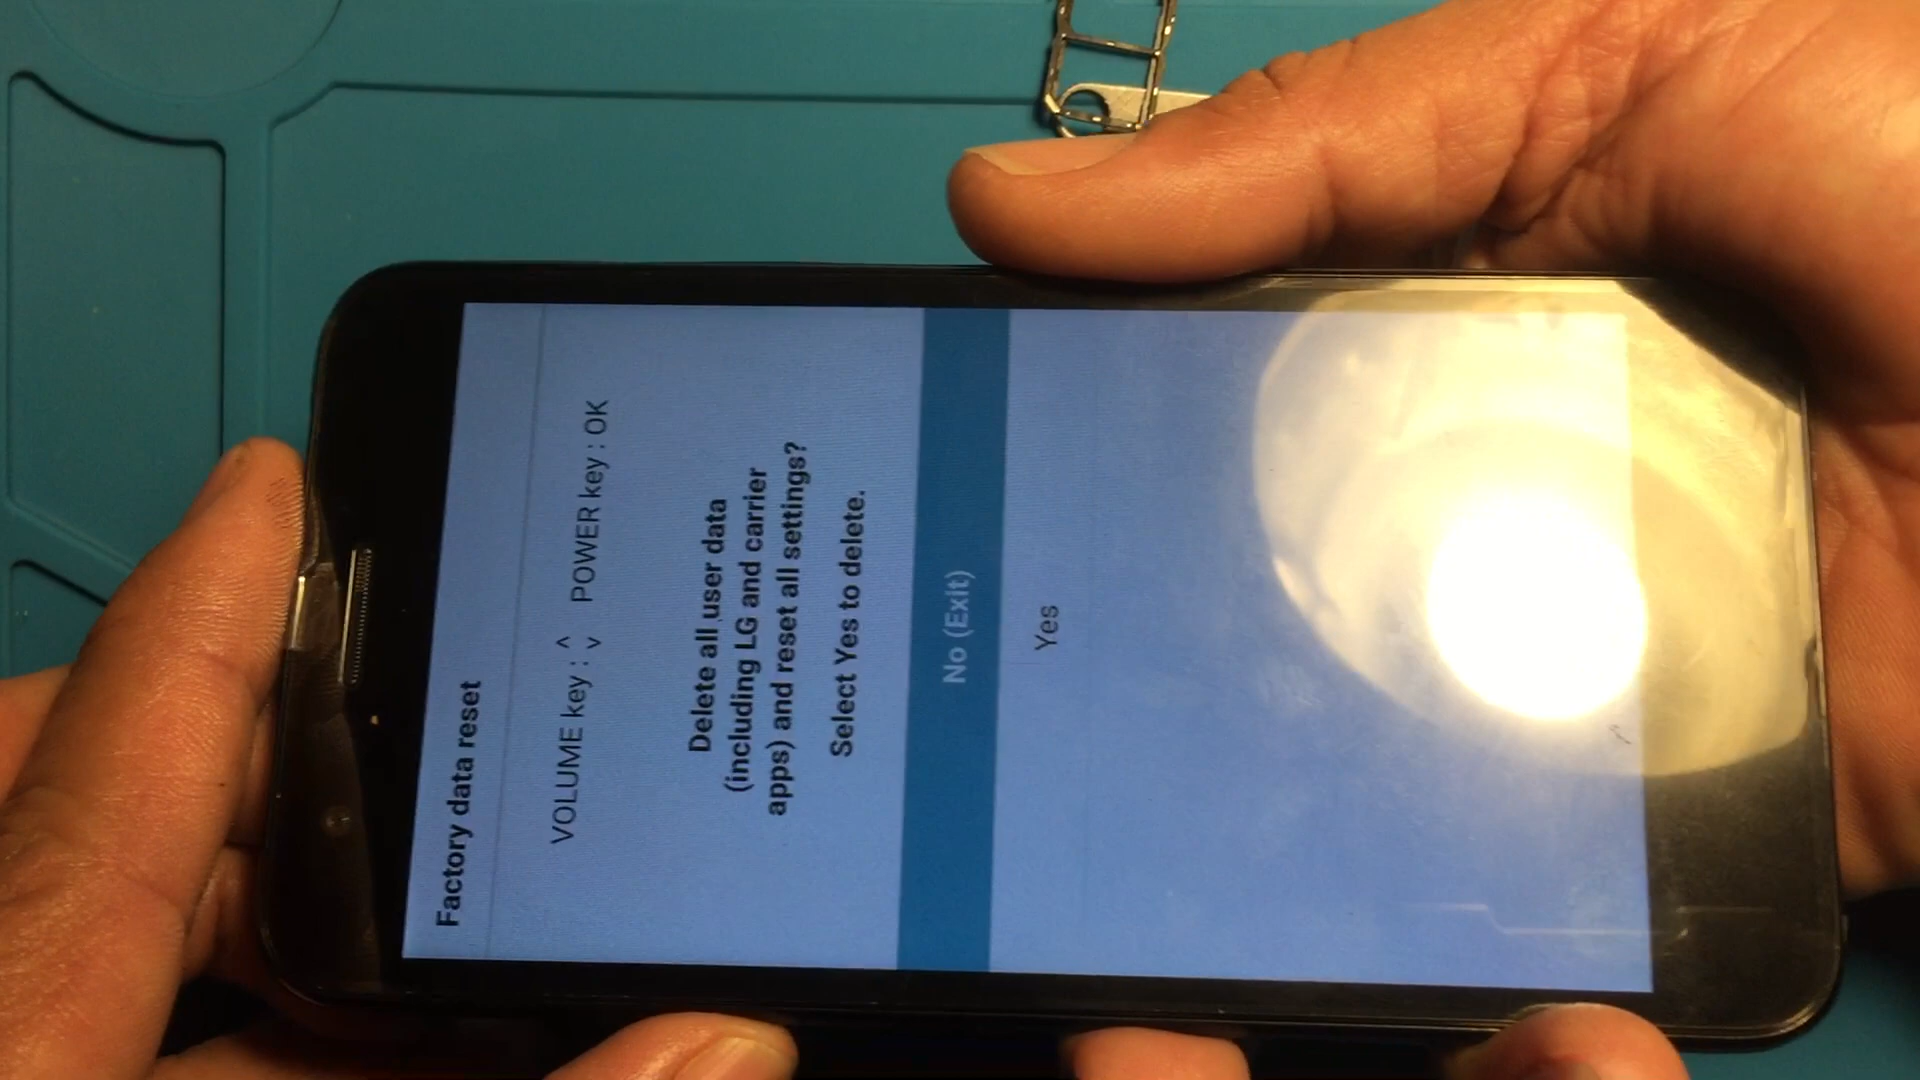 Factory data reset
VOLUME key : ^ v POWER key : OK
Delete all user data
(including LG and carrier
apps) and reset all settings?
Select Yes to delete.
No (Exit)
Yes